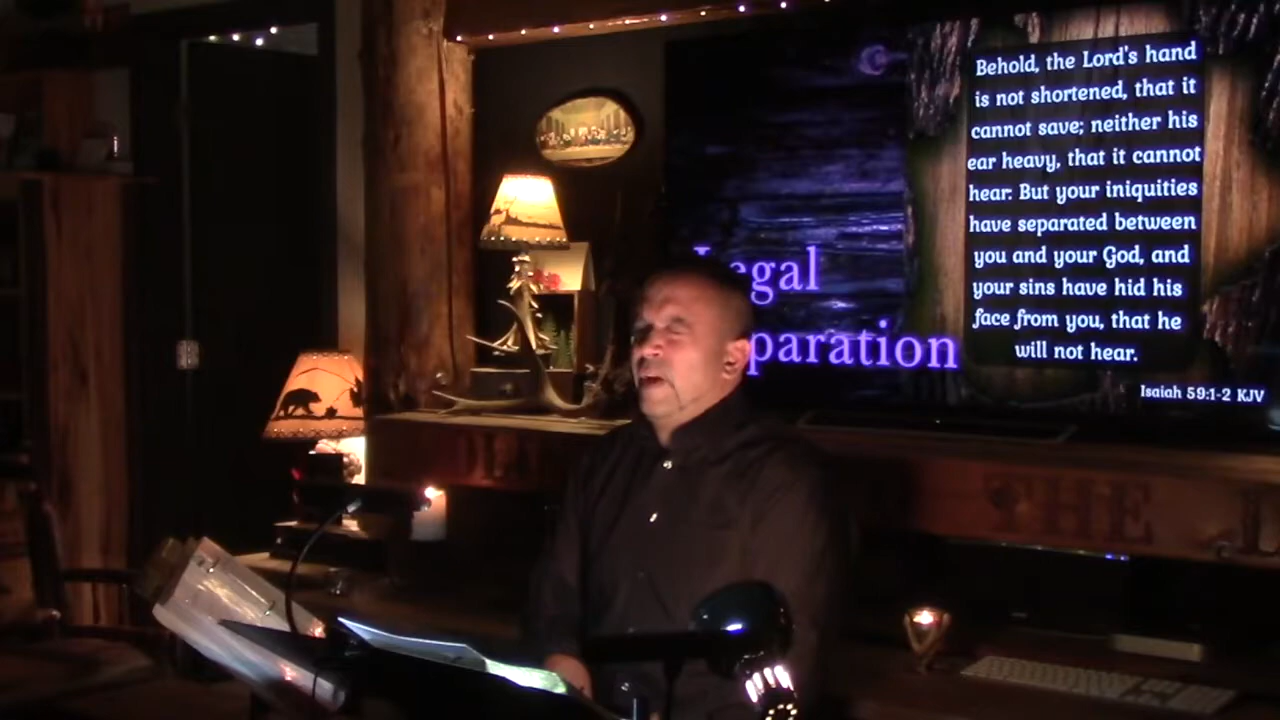 Legal
paration
Behold, the Lord's hand
is not shortened, that it
cannot save; neither his
ear heavy, that it cannot
hear: But your iniquities
have separated between
you and your God, and
your sins have hid his
face from you, that he
will not hear.
Isaiah 59:1-2 KJV
THE L